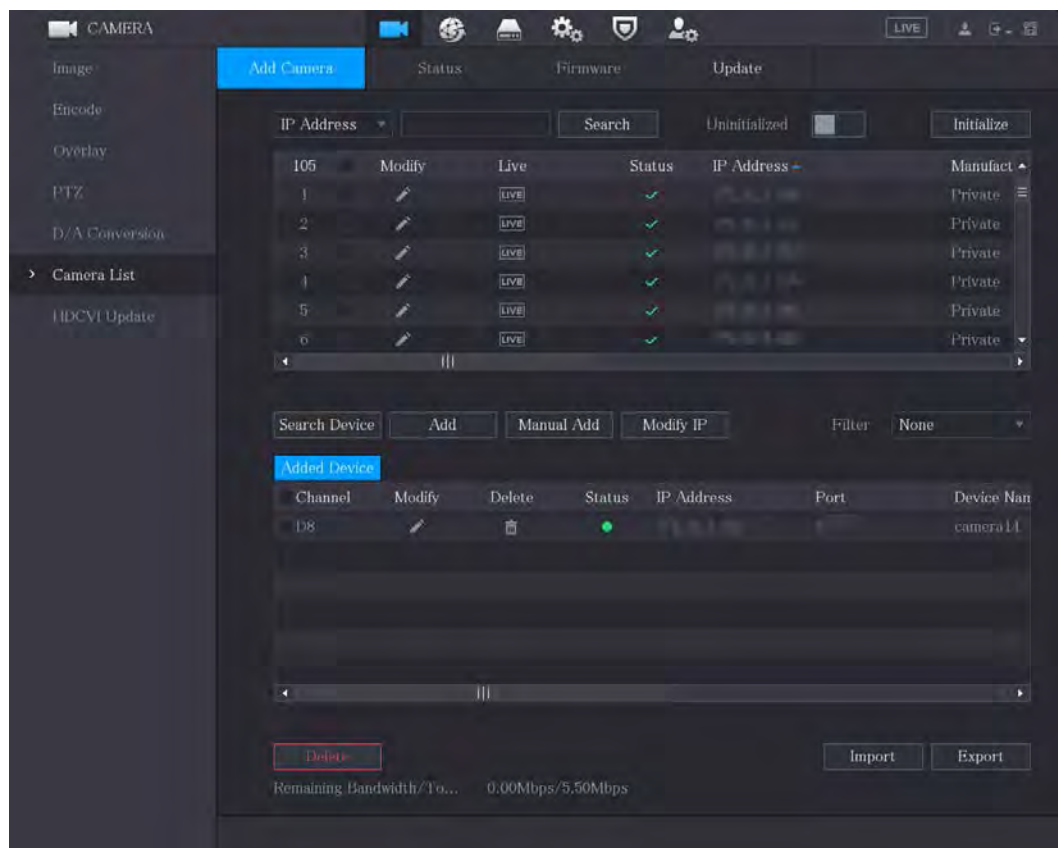 CAMERA LIVE
Image
Encode
Overlay
PTZ
D/A Conversion
Camera List
HDCVI Update
Add Camera Status Firmware Update
IP Address Search Uninitialized Initialize
105 Modify Live Status IP Address Manufact
1 LIVE Private
2 LIVE Private
3 LIVE Private
4 LIVE Private
5 LIVE Private
6 LIVE Private
Search Device Add Manual Add Modify IP Filter None
Added Device
Channel Modify Delete Status IP Address Port Device Nam
D8 camera14
Delete Import Export
Remaining Bandwidth/To... 0.00Mbps/5.50Mbps